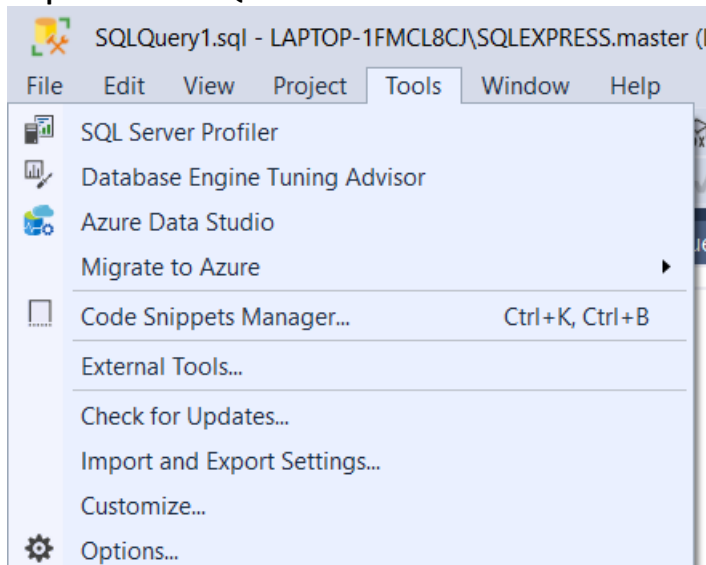 SQLQuery1.sql - LAPTOP-1FMCL8CJ\SQLEXPRESS.master (
File Edit View Project Tools Window Help
SQL Server Profiler
Database Engine Tuning Advisor
Azure Data Studio
Migrate to Azure
Code Snippets Manager... Ctrl+K, Ctrl+B
External Tools...
Check for Updates...
Import and Export Settings...
Customize...
Options...